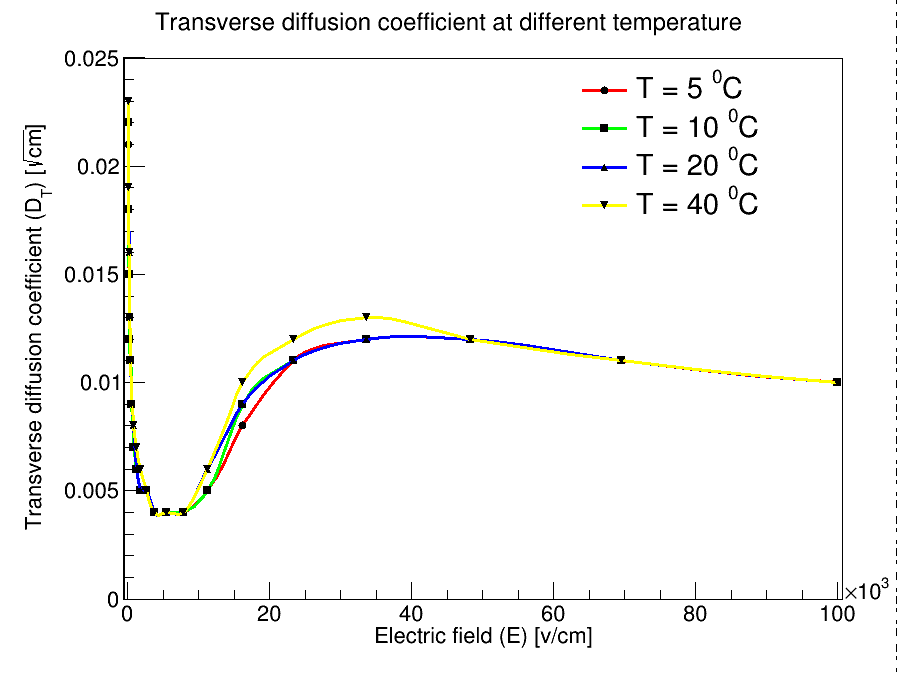 Transverse diffusion coefficient at different temperature
Transverse diffusion coefficient (D_T) [√cm]
0.025
0.02
0.015
0.01
0.005
0
T = 5 ⁰C
T = 10 ⁰C
T = 20 ⁰C
T = 40 ⁰C
0 20 40 60 80 100
×10³
Electric field (E) [v/cm]